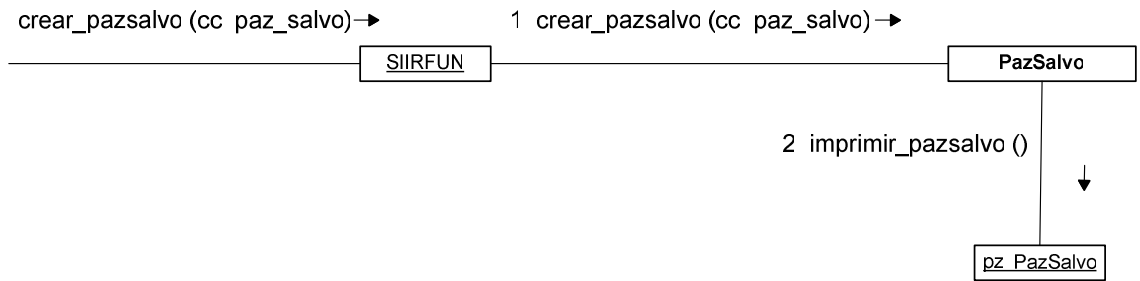 crear_pazsalvo (cc paz_salvo)
1 crear_pazsalvo (cc paz_salvo)
SIIRFUN
PazSalvo
2 imprimir_pazsalvo ()
pz PazSalvo